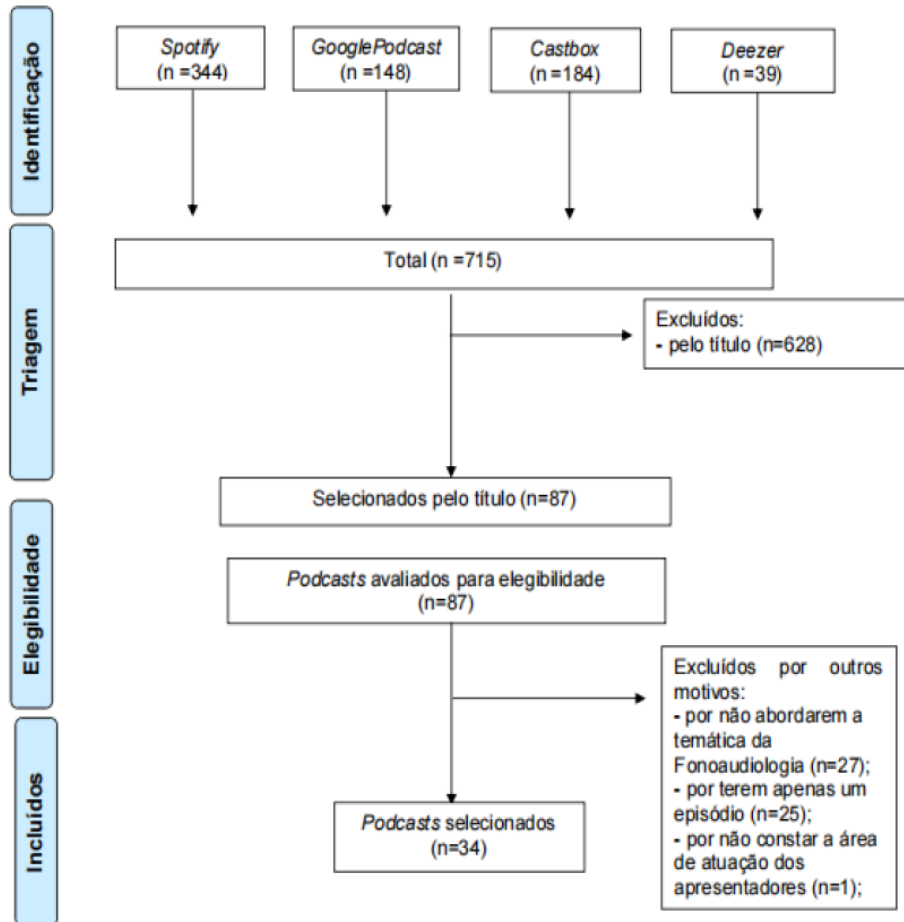 Identificação
Spotify
(n =344)
GooglePodcast
(n =148)
Castbox
(n =184)
Deezer
(n =39)
Triagem
Total (n =715)
Excluídos:
- pelo título (n=628)
Selecionados pelo título (n=87)
Elegibilidade
Podcasts avaliados para elegibilidade
(n=87)
Excluídos por outros
motivos:
- por não abordarem a
temática da
Fonoaudiologia (n=27);
- por terem apenas um
episódio (n=25);
- por não constar a área
de atuação dos
apresentadores (n=1);
Incluídos
Podcasts selecionados
(n=34)